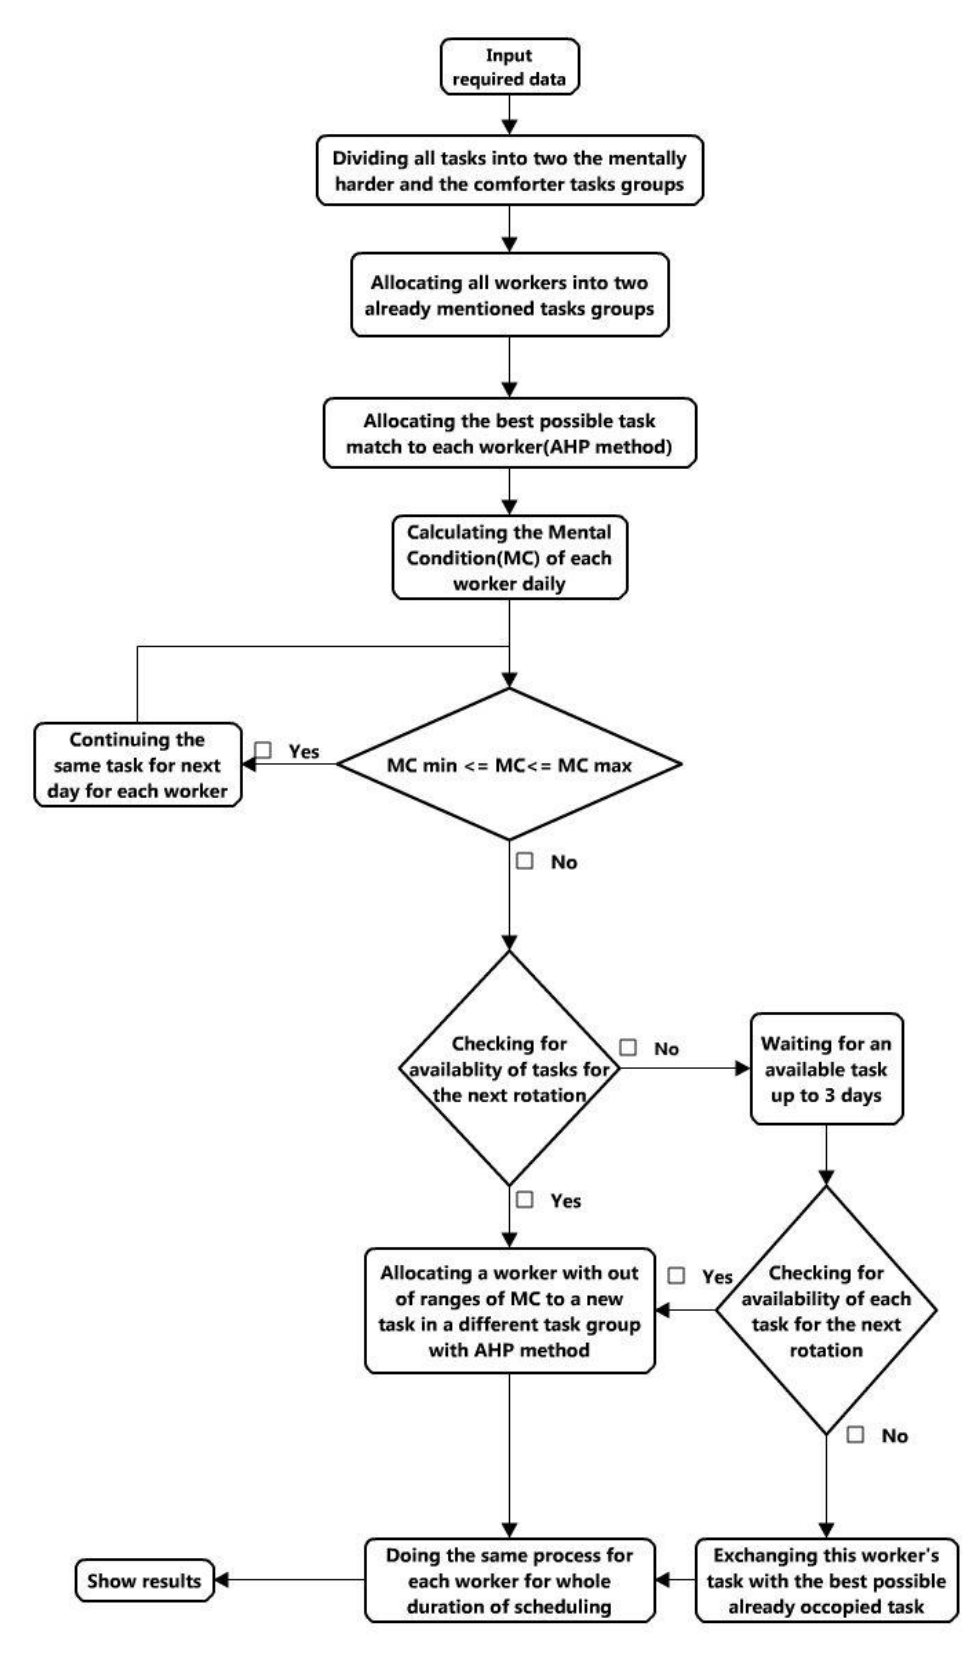 Input
required data
Dividing all tasks into two the mentally
harder and the comforter tasks groups
Allocating all workers into two
already mentioned tasks groups
Allocating the best possible task
match to each worker(AHP method)
Calculating the Mental
Condition(MC) of each
worker daily
Continuing the
same task for next
day for each worker
Yes
MC min <= MC<= MC max
No
Checking for
availablity of tasks for
the next rotation
No
Waiting for an
available task
up to 3 days
Yes
Allocating a worker with out
of ranges of MC to a new
task in a different task group
with AHP method
Yes
Checking for
availability of each
task for the next
rotation
No
Show results
Doing the same process for
each worker for whole
duration of scheduling
Exchanging this worker's
task with the best possible
already occopied task